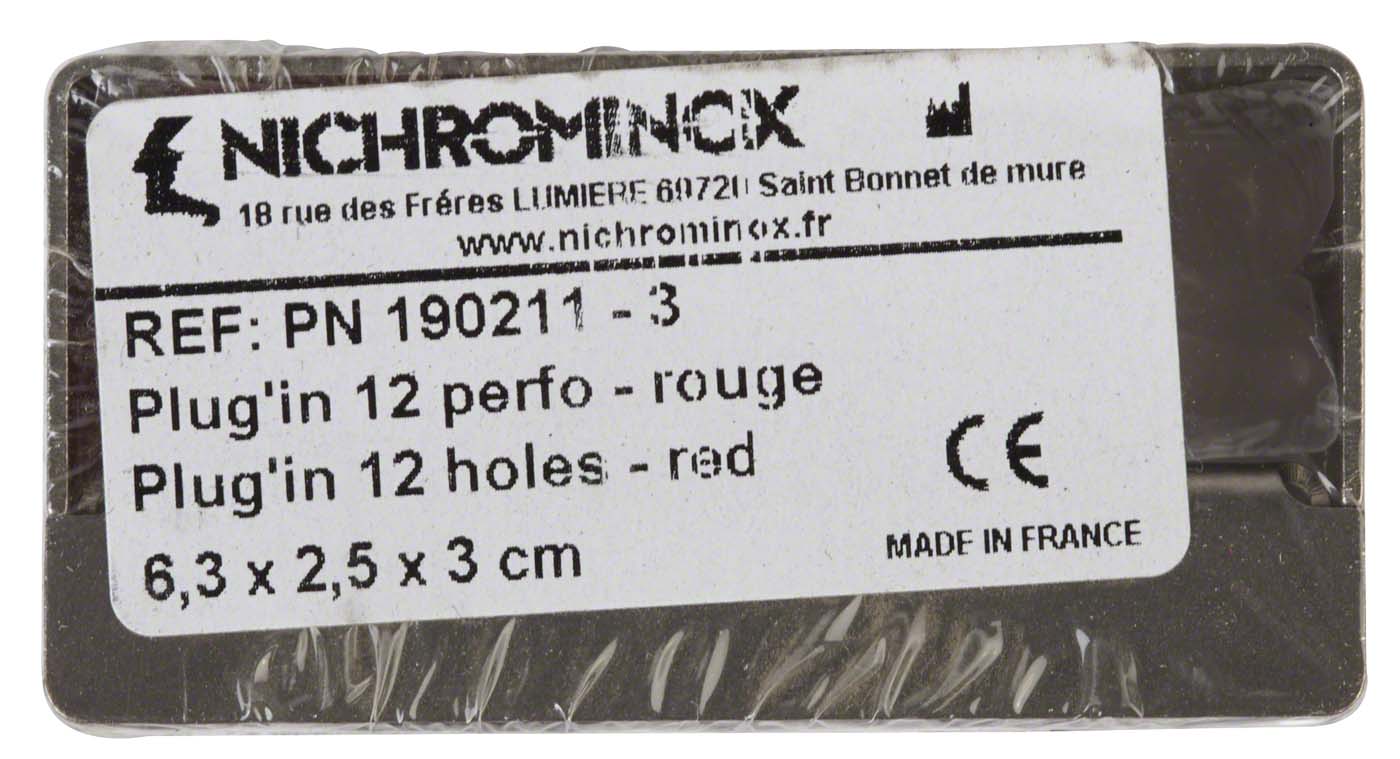 NICHROMINOX
18 rue des Fréres LUMIERE 69720 Saint Bonnet de mure
www.nichrominox.fr
REF: PN 190211 - 3
Plug'in 12 perfo - rouge
Plug'in 12 holes - red
CE
6,3 x 2,5 x 3 cm
MADE IN FRANCE